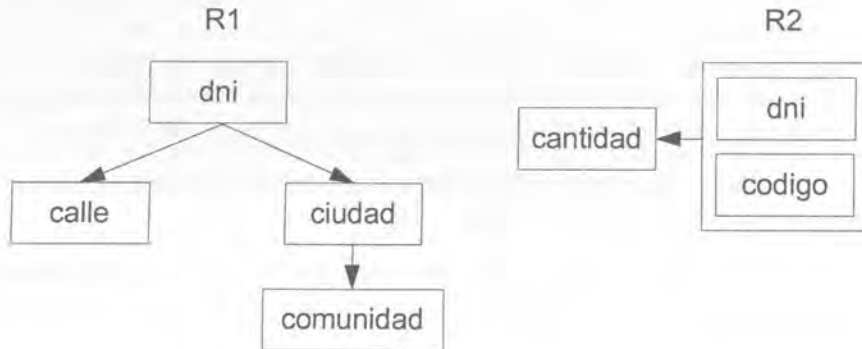 R1
R2
dni
dni
cantidad
codigo
calle
ciudad
comunidad